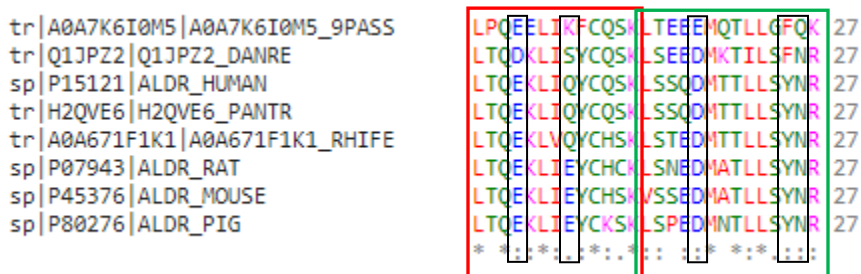 tr|A0A7K6I0M5|A0A7K6I0M5_9PASS LPQEELIKFCQSKLTEEEMQTLLGFQK 27
tr|Q1JPZ2|Q1JPZ2_DANRE LTQDKLISYCQSKLSEEDMKTILSFNR 27
sp|P15121|ALDR_HUMAN LTQEKLIQYCQSKLSSQDMTTLLSYNR 27
tr|H2QVE6|H2QVE6_PANTR LTQEKLIQYCQSKLSSQDMTTLLSYNR 27
tr|A0A671F1K1|A0A671F1K1_RHIFE LTQEKLVQYCHSKLSTEDMTTLLSYNR 27
sp|P07943|ALDR_RAT LTQEKLIEYCHCKLSNEDMATLLSYNR 27
sp|P45376|ALDR_MOUSE LTQEKLIEYCHSKVSSEDMATLLSYNR 27
sp|P80276|ALDR_PIG LTQEKLIEYCKSKLSPEDMNTLLSYNR 27
* *::*:.:*:.*:: ::* *:*.:::